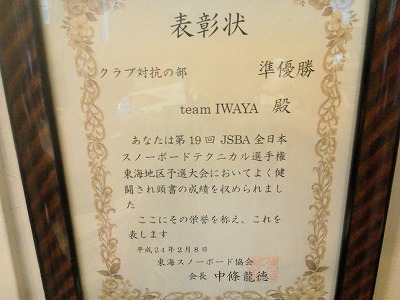 表彰状
クラブ対抗の部 準優勝
team IWAYA 殿
あなたは第19回JSBA全日本
スノーボードテクニカル選手権
東海地区予選大会においてよく健
闘され頭書の成績を収められまし
た
ここにその栄誉を称え、これを
表します
平成24年2月8日
東海スノーボード協会
会長 中條龍徳